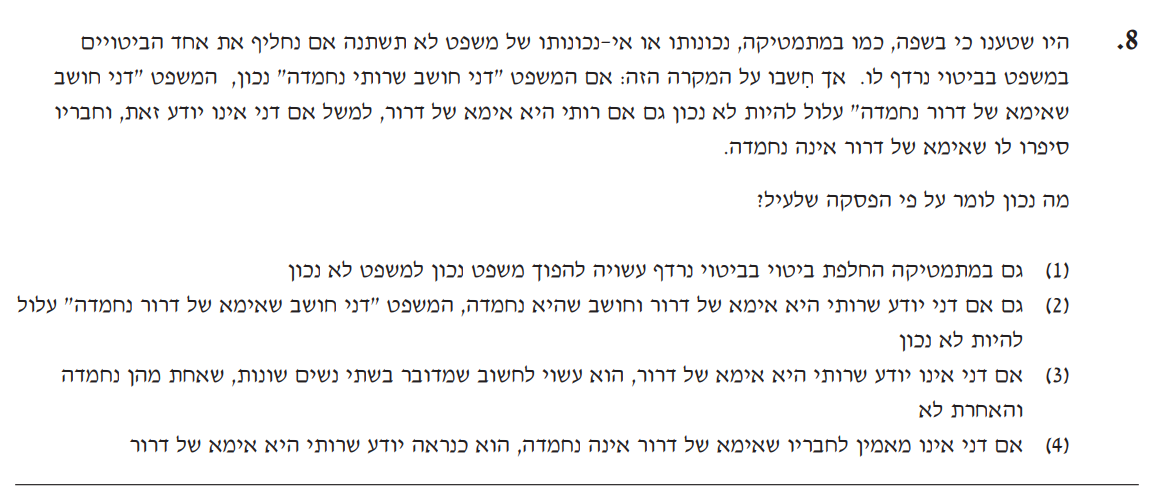 8. היו שטענו כי בשפה, כמו במתמטיקה, נכונותו או אי-נכונותו של משפט לא תשתנה אם נחליף את אחד הביטויים
במשפט בביטוי נרדף לו. אך חִשבו על המקרה הזה: אם המשפט "דני חושב שרותי נחמדה" נכון, המשפט "דני חושב
שאימא של דרור נחמדה" עלול להיות לא נכון גם אם רותי היא אימא של דרור, למשל אם דני אינו יודע זאת, וחבריו
סיפרו לו שאימא של דרור אינה נחמדה.
מה נכון לומר על פי הפסקה שלעיל?
(1) גם במתמטיקה החלפת ביטוי בביטוי נרדף עשויה להפוך משפט נכון למשפט לא נכון
(2) גם אם דני יודע שרותי היא אימא של דרור וחושב שהיא נחמדה, המשפט "דני חושב שאימא של דרור נחמדה" עלול
להיות לא נכון
(3) אם דני אינו יודע שרותי היא אימא של דרור, הוא עשוי לחשוב שמדובר בשתי נשים שונות, שאחת מהן נחמדה
והאחרת לא
(4) אם דני אינו מאמין לחבריו שאימא של דרור אינה נחמדה, הוא כנראה יודע שרותי היא אימא של דרור